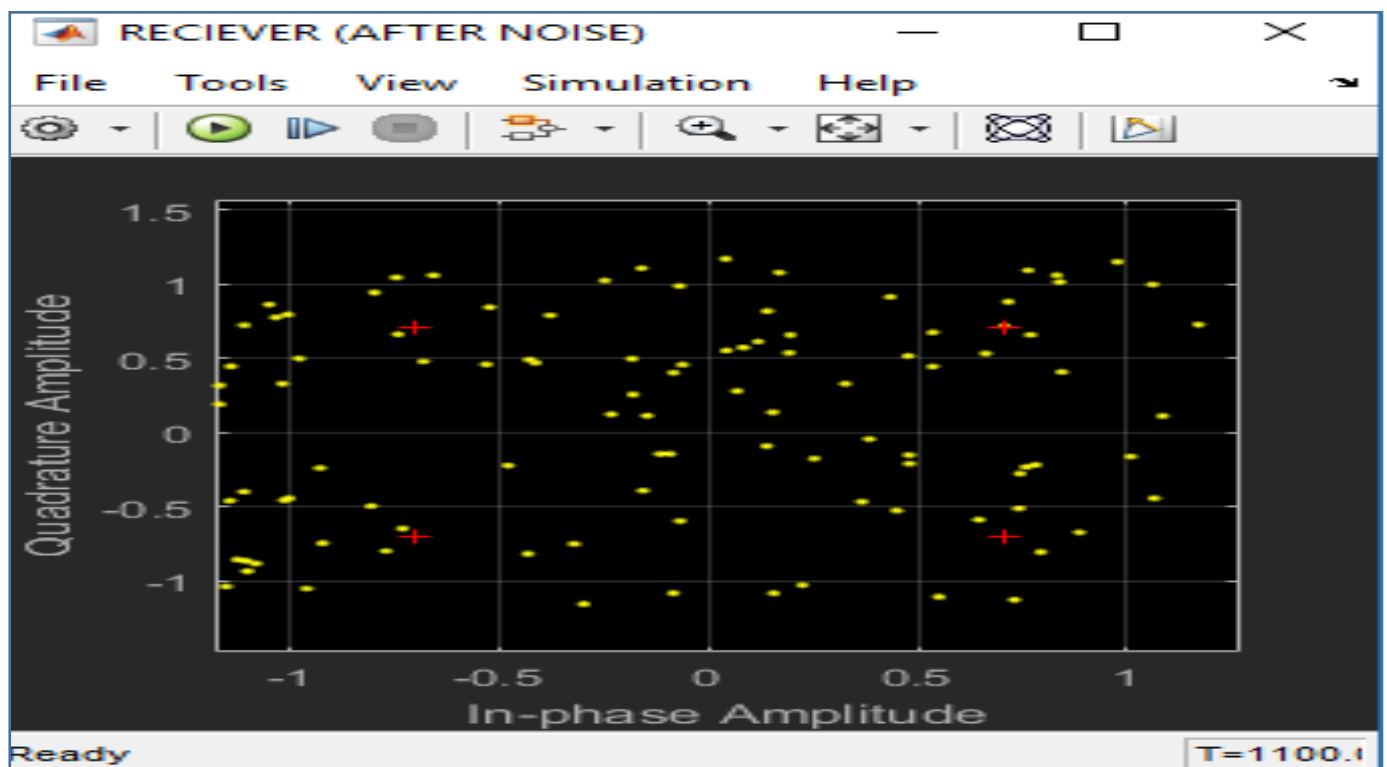 RECIEVER (AFTER NOISE)
File Tools View Simulation Help
1.5
1
0.5
0
-0.5
-1
Quadrature Amplitude
-1 -0.5 0 0.5 1
In-phase Amplitude
Ready T=1100.